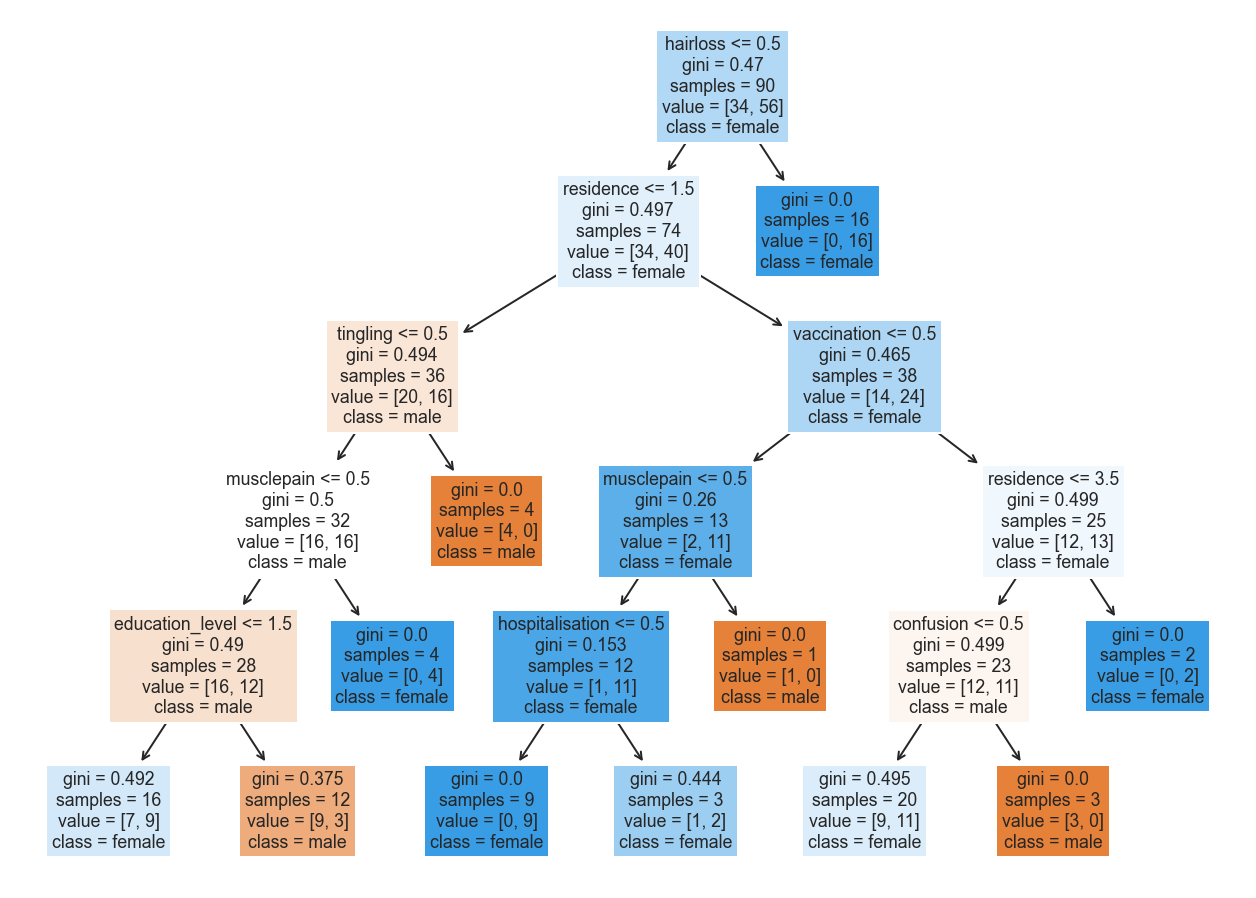 hairloss <= 0.5
gini = 0.47
samples = 90
value = [34, 56]
class = female
residence <= 1.5
gini = 0.497
samples = 74
value = [34, 40]
class = female
gini = 0.0
samples = 16
value = [0, 16]
class = female
tingling <= 0.5
gini = 0.494
samples = 36
value = [20, 16]
class = male
vaccination <= 0.5
gini = 0.465
samples = 38
value = [14, 24]
class = female
musclepain <= 0.5
gini = 0.5
samples = 32
value = [16, 16]
class = male
gini = 0.0
samples = 4
value = [4, 0]
class = male
musclepain <= 0.5
gini = 0.26
samples = 13
value = [2, 11]
class = female
residence <= 3.5
gini = 0.499
samples = 25
value = [12, 13]
class = female
education_level <= 1.5
gini = 0.49
samples = 28
value = [16, 12]
class = male
gini = 0.0
samples = 4
value = [0, 4]
class = female
hospitalisation <= 0.5
gini = 0.153
samples = 12
value = [1, 11]
class = female
gini = 0.0
samples = 1
value = [1, 0]
class = male
confusion <= 0.5
gini = 0.499
samples = 23
value = [12, 11]
class = male
gini = 0.0
samples = 2
value = [0, 2]
class = female
gini = 0.492
samples = 16
value = [7, 9]
class = female
gini = 0.375
samples = 12
value = [9, 3]
class = male
gini = 0.0
samples = 9
value = [0, 9]
class = female
gini = 0.444
samples = 3
value = [1, 2]
class = female
gini = 0.495
samples = 20
value = [9, 11]
class = female
gini = 0.0
samples = 3
value = [3, 0]
class = male